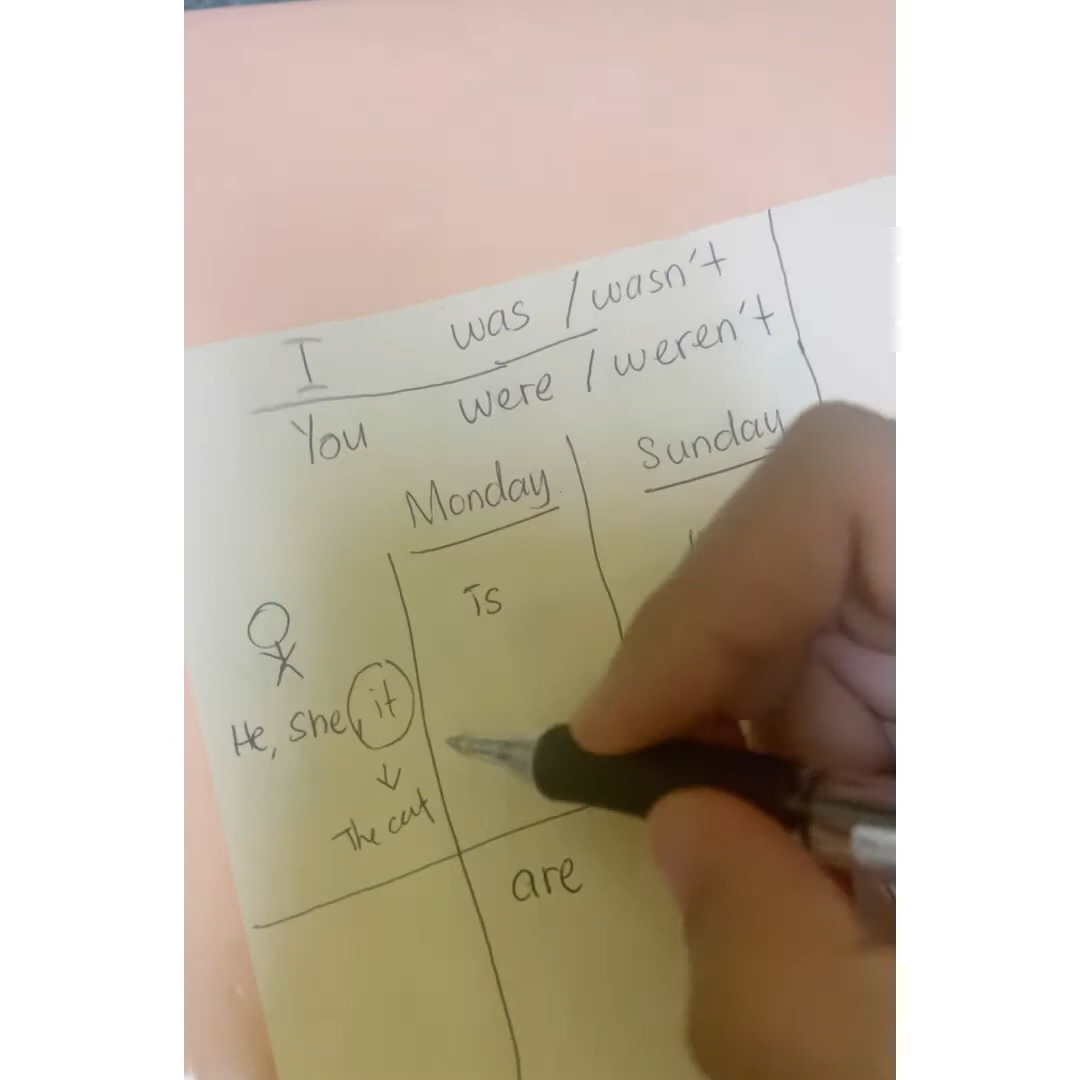 I was / wasn't
You were / weren't
Monday Sunday
is
He, She, it
The cat
are